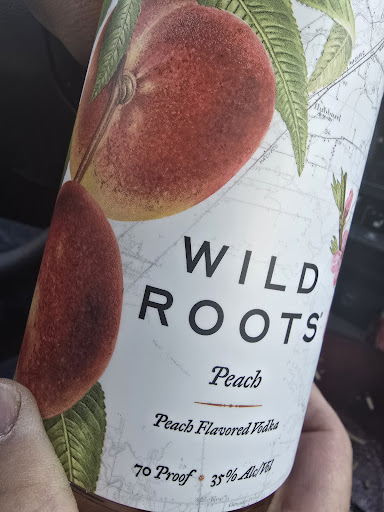 WILD
ROOTS
Peach
Peach Flavored Vodka
70 Proof • 35% Alc/Vol